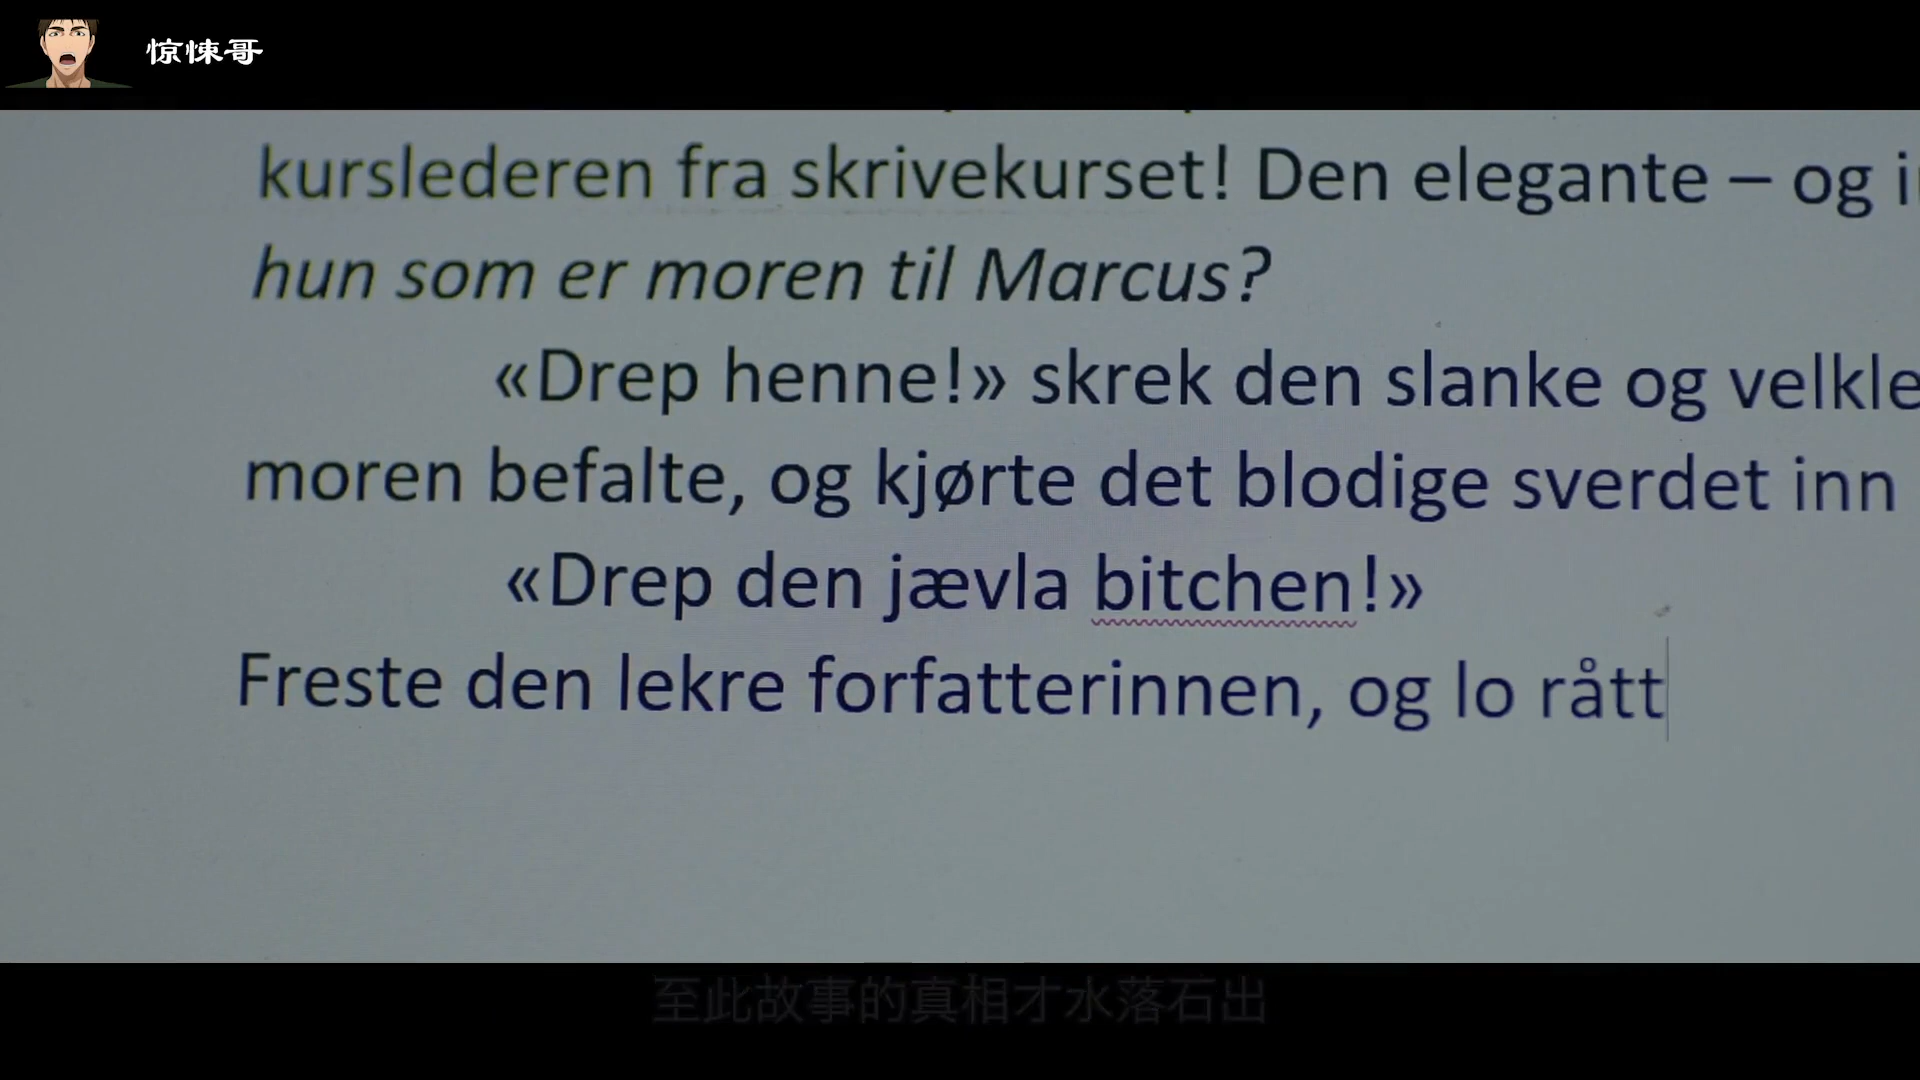 惊悚哥
kurslederen fra skrivekurset! Den elegante – og
hun som er moren til Marcus?
«Drep henne!» skrek den slanke og
moren befalte, og kjørte det blodige sverdet inn
«Drep den jævla bitchen!»
Freste den lekre forfatterinnen, og lo rått
至此故事的真相才水落石出